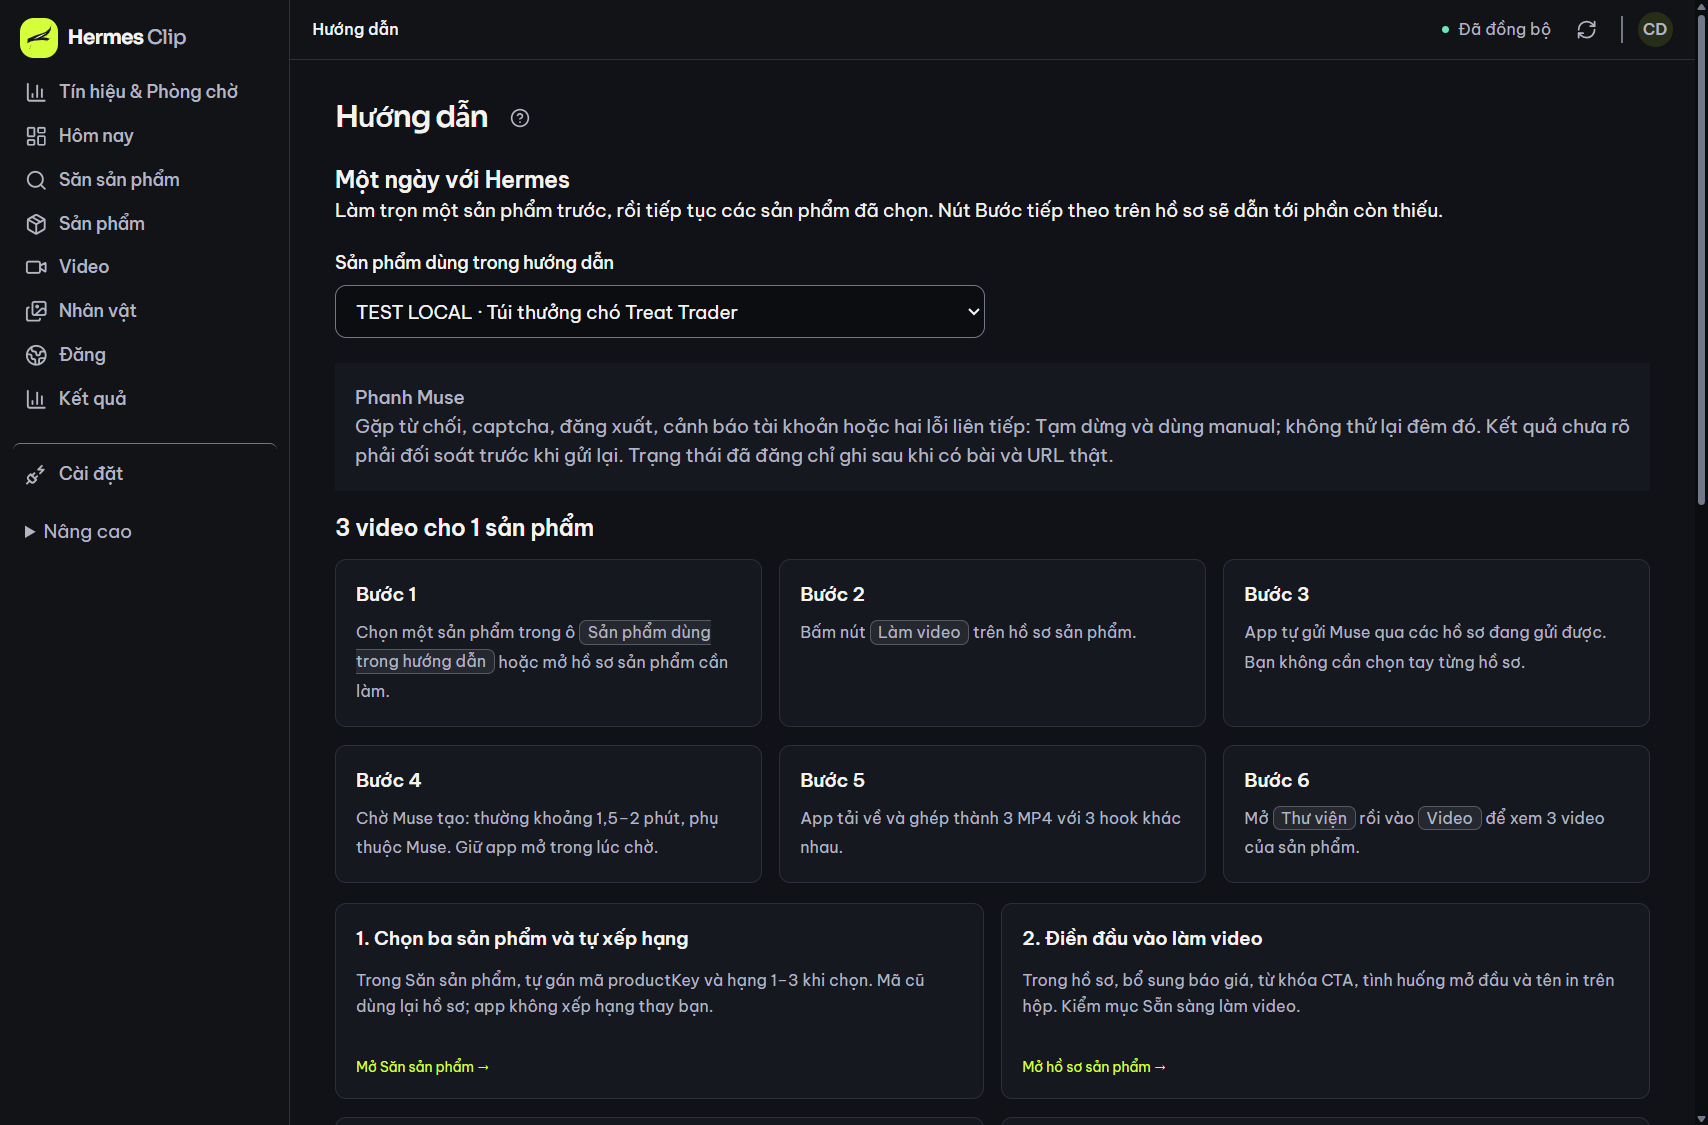 Hermes Clip
Tín hiệu & Phòng chờ
Hôm nay
Săn sản phẩm
Sản phẩm
Video
Nhân vật
Đăng
Kết quả
Cài đặt
Nâng cao
Hướng dẫn
Đã đồng bộ
CD
Hướng dẫn
Một ngày với Hermes
Làm trọn một sản phẩm trước, rồi tiếp tục các sản phẩm đã chọn. Nút Bước tiếp theo trên hồ sơ sẽ dẫn tới phần còn thiếu.
Sản phẩm dùng trong hướng dẫn
TEST LOCAL · Túi thưởng chó Treat Trader
Phanh Muse
Gặp từ chối, captcha, đăng xuất, cảnh báo tài khoản hoặc hai lỗi liên tiếp: Tạm dừng và dùng manual; không thử lại đêm đó. Kết quả chưa rõ
phải đối soát trước khi gửi lại. Trạng thái đã đăng chỉ ghi sau khi có bài và URL thật.
3 video cho 1 sản phẩm
Bước 1
Chọn một sản phẩm trong ô Sản phẩm dùng
trong hướng dẫn hoặc mở hồ sơ sản phẩm cần
làm.
Bước 2
Bấm nút Làm video trên hồ sơ sản phẩm.
Bước 3
App tự gửi Muse qua các hồ sơ đang gửi được.
Bạn không cần chọn tay từng hồ sơ.
Bước 4
Chờ Muse tạo: thường khoảng 1,5–2 phút, phụ
thuộc Muse. Giữ app mở trong lúc chờ.
Bước 5
App tải về và ghép thành 3 MP4 với 3 hook khác
nhau.
Bước 6
Mở Thư viện rồi vào Video để xem 3 video
của sản phẩm.
1. Chọn ba sản phẩm và tự xếp hạng
Trong Săn sản phẩm, tự gán mã productKey và hạng 1–3 khi chọn. Mã cũ
dùng lại hồ sơ; app không xếp hạng thay bạn.
Mở Săn sản phẩm →
2. Điền đầu vào làm video
Trong hồ sơ, bổ sung báo giá, từ khóa CTA, tình huống mở đầu và tên in trên
hộp. Kiểm mục Sẵn sàng làm video.
Mở hồ sơ sản phẩm →